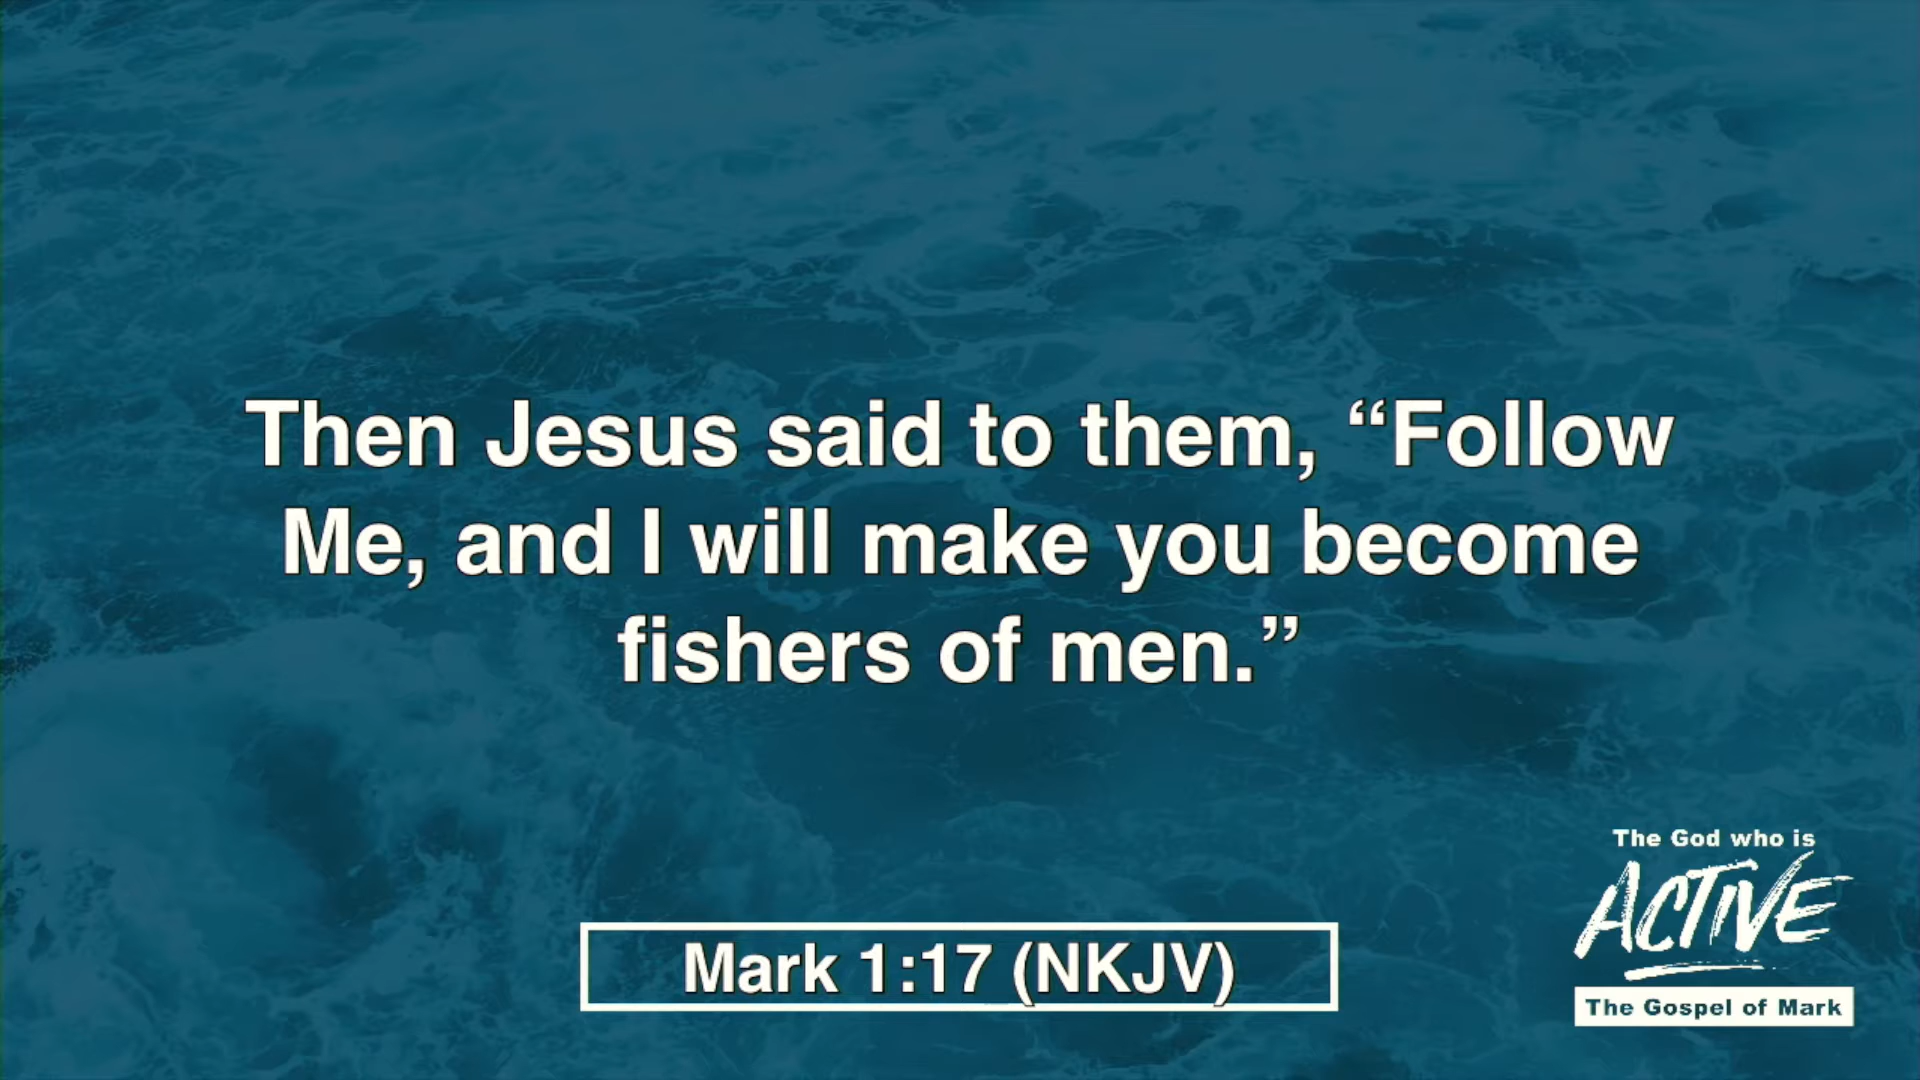 Then Jesus said to them, “Follow
Me, and I will make you become
fishers of men.”
Mark 1:17 (NKJV)
The God who is
ACTIVE
The Gospel of Mark